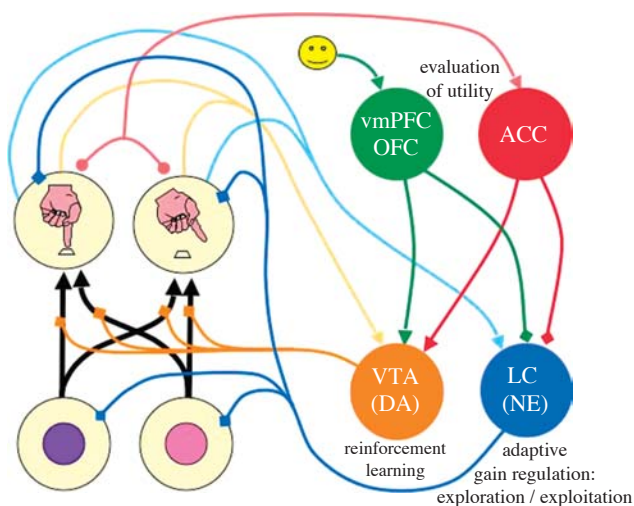 evaluation
of utility
vmPFC
OFC
ACC
VTA
(DA)
LC
(NE)
reinforcement
learning
adaptive
gain regulation:
exploration / exploitation